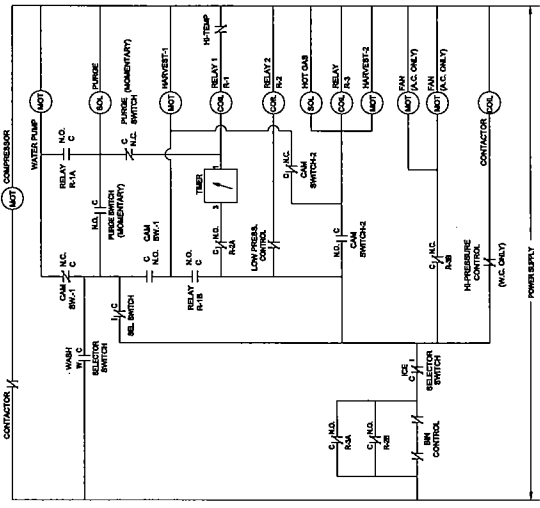 COMPRESSOR
MOT
CONTACTOR
WATER PUMP
MOT
N.O.
C
RELAY
R-1A
N.C.
C
CAM
SW.-1
PURGE
SOL
PURGE SWITCH
(MOMENTARY)
N.O.
C
PURGE (MOMENTARY)
SWITCH
C
N.C.
HARVEST-1
MOT
CAM
SW.-1
N.O.
C
WASH
W
C
SELECTOR
SWITCH
I
C
SEL SWITCH
RELAY 1
R-1
COIL
HI-TEMP
TIMER
1
3
N.O.
C
RELAY
R-1B
C
N.O.
R-2A
RELAY 2
R-2
COIL
LOW PRESS.
CONTROL
HOT GAS
SOL
C
N.C.
CAM
SWITCH-2
RELAY
R-3
COIL
C
N.O.
CAM
SWITCH-2
HARVEST-2
MOT
FAN
(A.C. ONLY)
MOT
FAN
(A.C. ONLY)
MOT
C
N.C.
R-3B
CONTACTOR
COIL
HI-PRESSURE
CONTROL
(W.C. ONLY)
ICE
C
I
SELECTOR
SWITCH
C
N.O.
R-3A
C
N.O.
R-2B
BIN
CONTROL
POWER SUPPLY